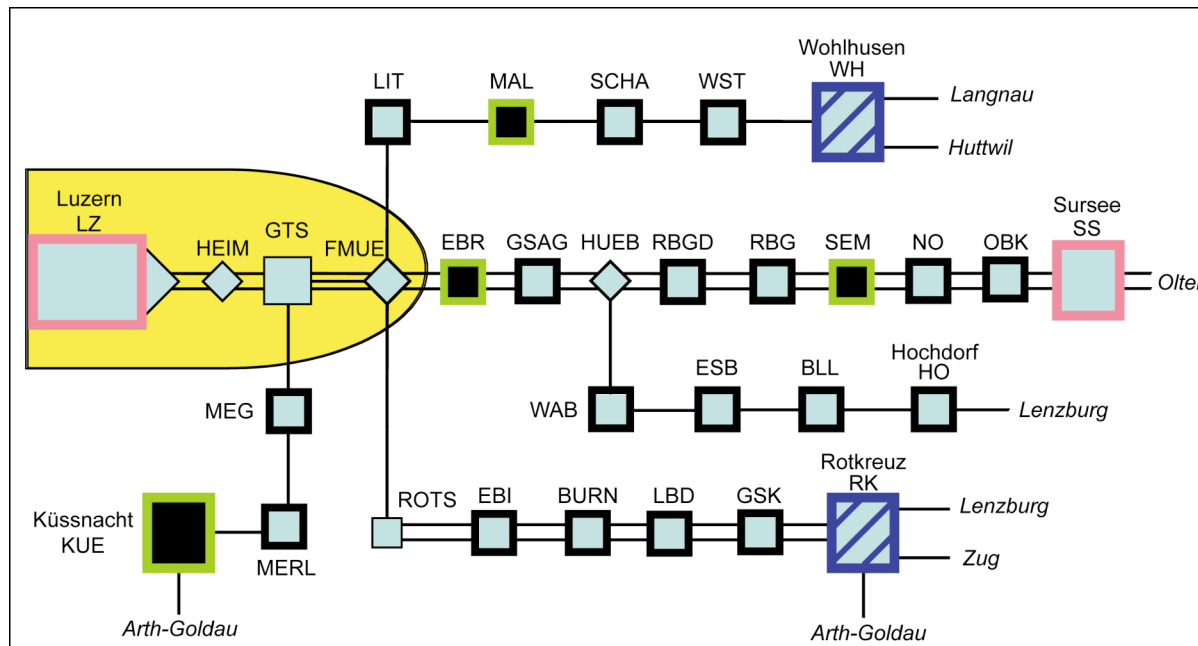 Wohlhusen
WH
LIT
MAL
SCHA
WST
Langnau
Huttwil
Luzern
LZ
HEIM
GTS
FMUE
EBR
GSAG
HUEB
RBGD
RBG
SEM
NO
OBK
Sursee
SS
Olten
MEG
WAB
ESB
BLL
Hochdorf
HO
Lenzburg
Küssnacht
KUE
MERL
ROTS
EBI
BURN
LBD
GSK
Rotkreuz
RK
Lenzburg
Zug
Arth-Goldau
Arth-Goldau